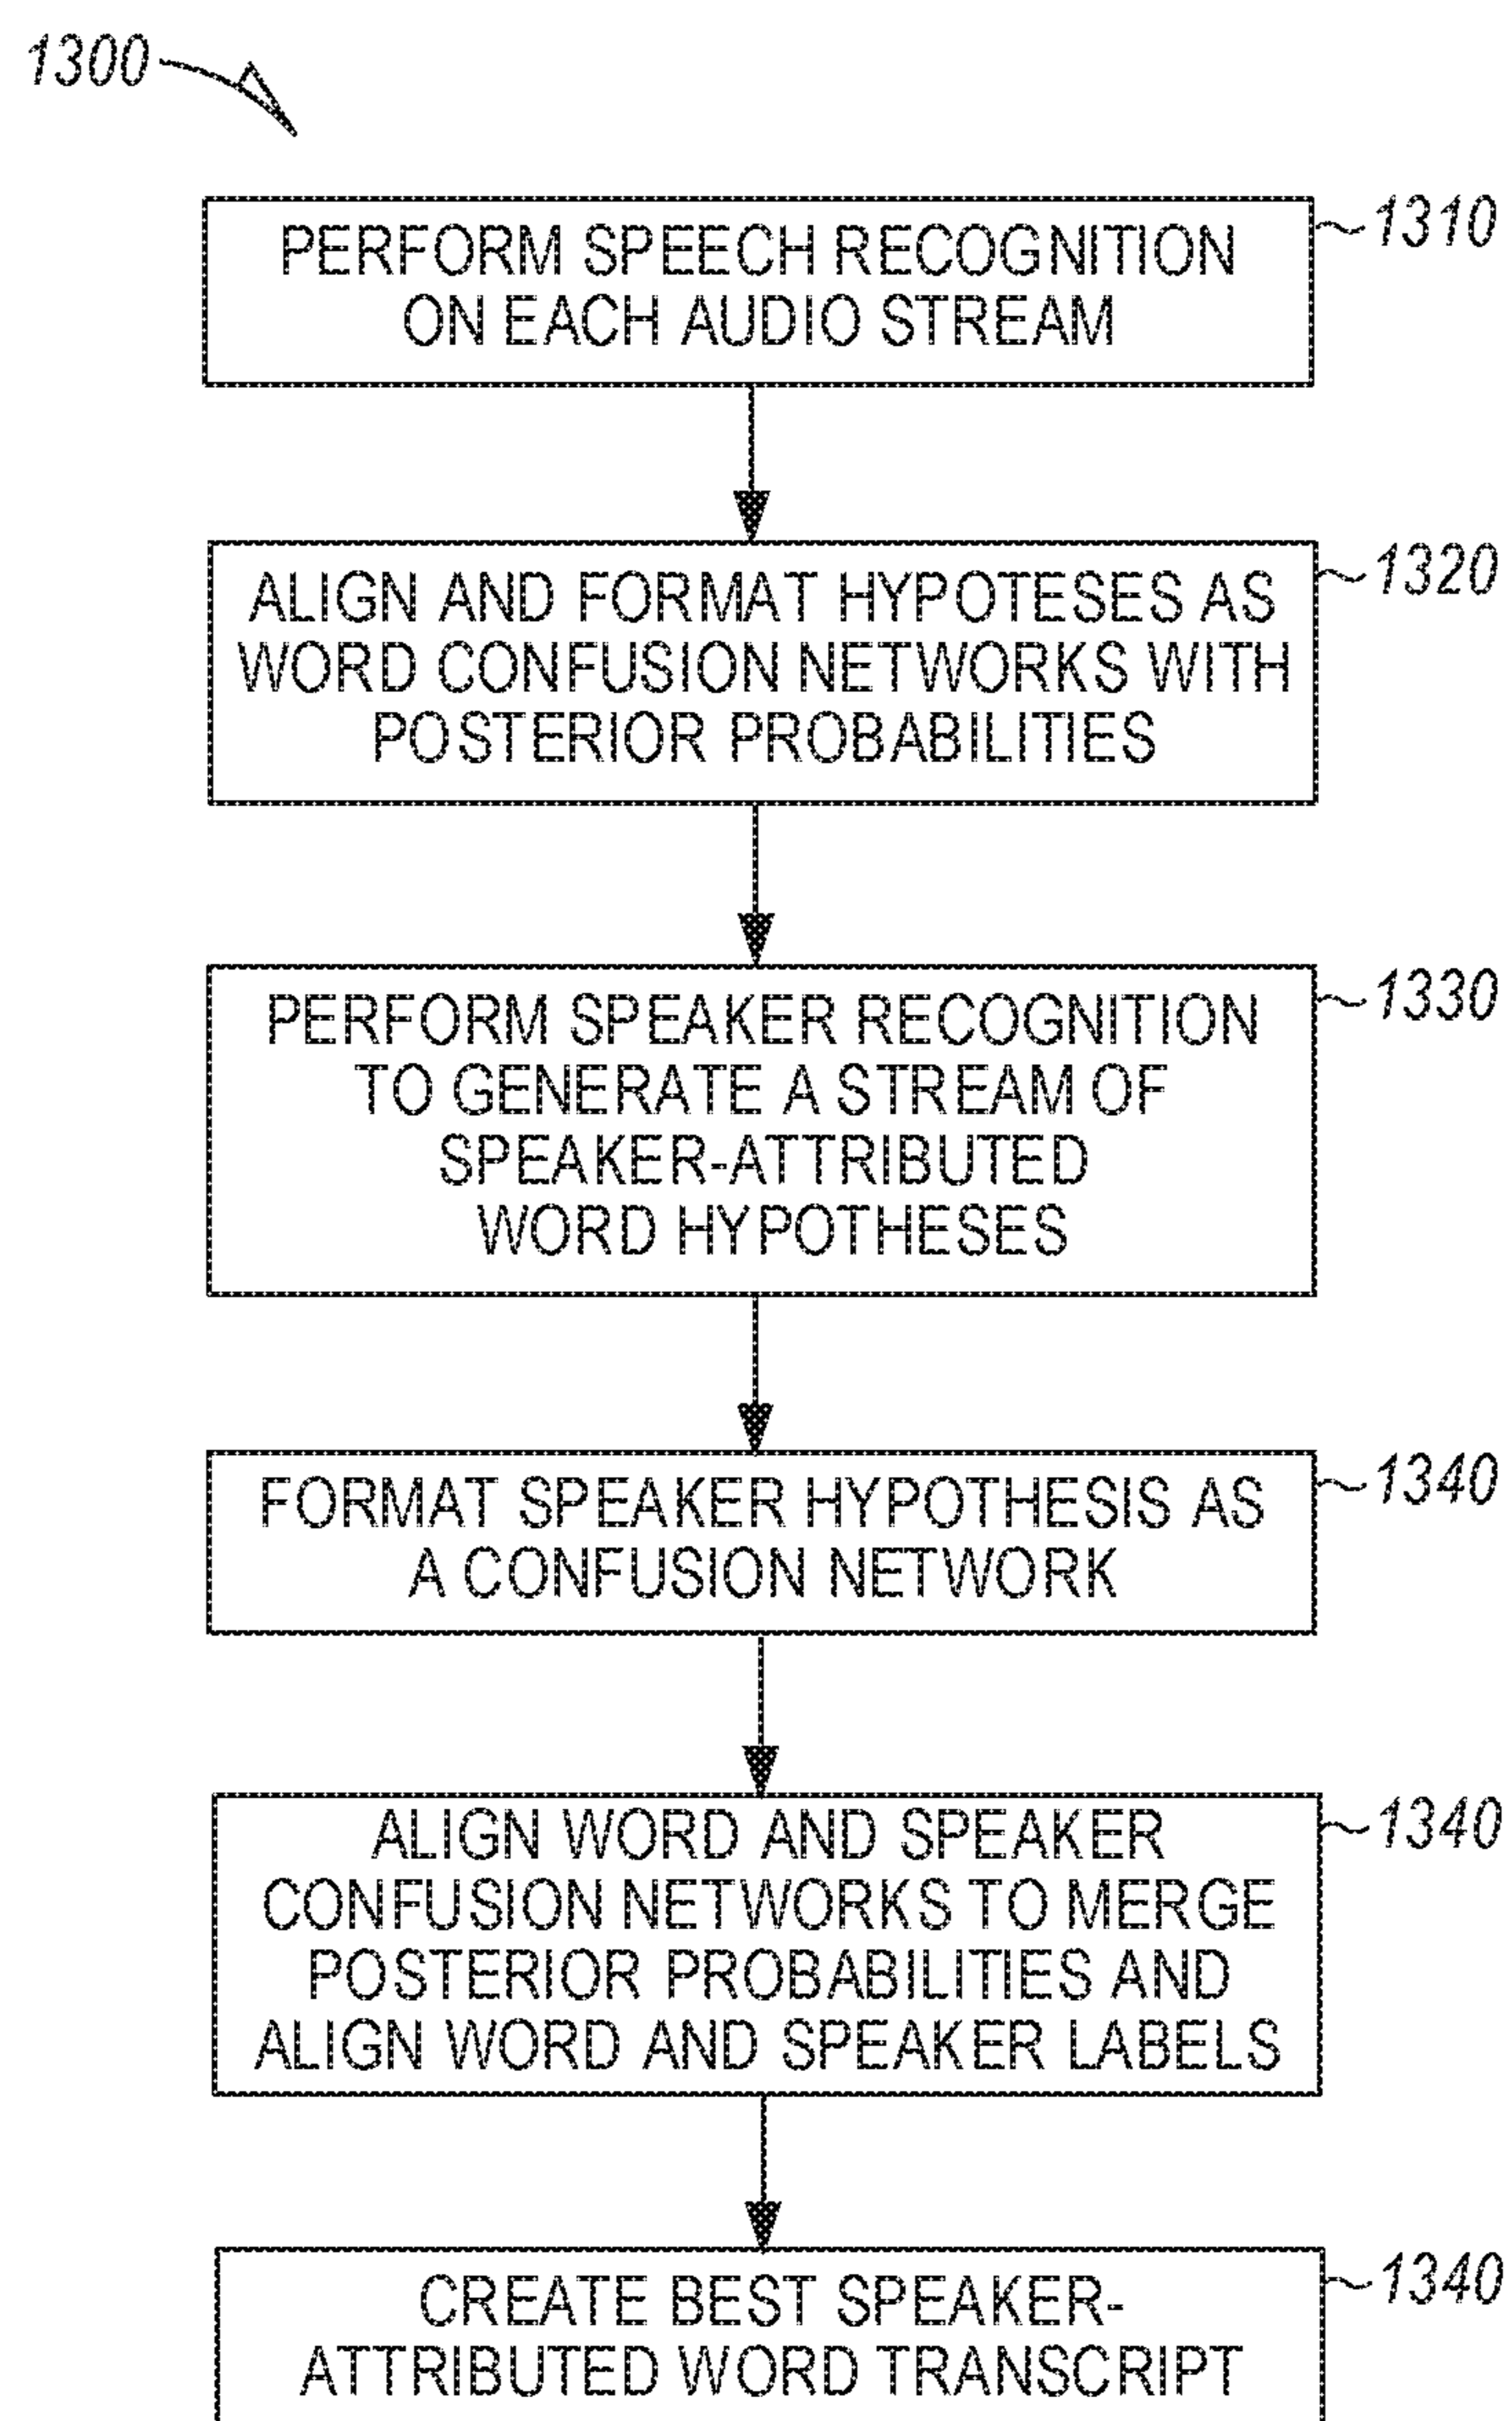 1300
PERFORM SPEECH RECOGNITION
ON EACH AUDIO STREAM
1310
ALIGN AND FORMAT HYPOTESES AS
WORD CONFUSION NETWORKS WITH
POSTERIOR PROBABILITIES
1320
PERFORM SPEAKER RECOGNITION
TO GENERATE A STREAM OF
SPEAKER-ATTRIBUTED
WORD HYPOTHESES
1330
FORMAT SPEAKER HYPOTHESIS AS
A CONFUSION NETWORK
1340
ALIGN WORD AND SPEAKER
CONFUSION NETWORKS TO MERGE
POSTERIOR PROBABILITIES AND
ALIGN WORD AND SPEAKER LABELS
1340
CREATE BEST SPEAKER-
ATTRIBUTED WORD TRANSCRIPT
1340